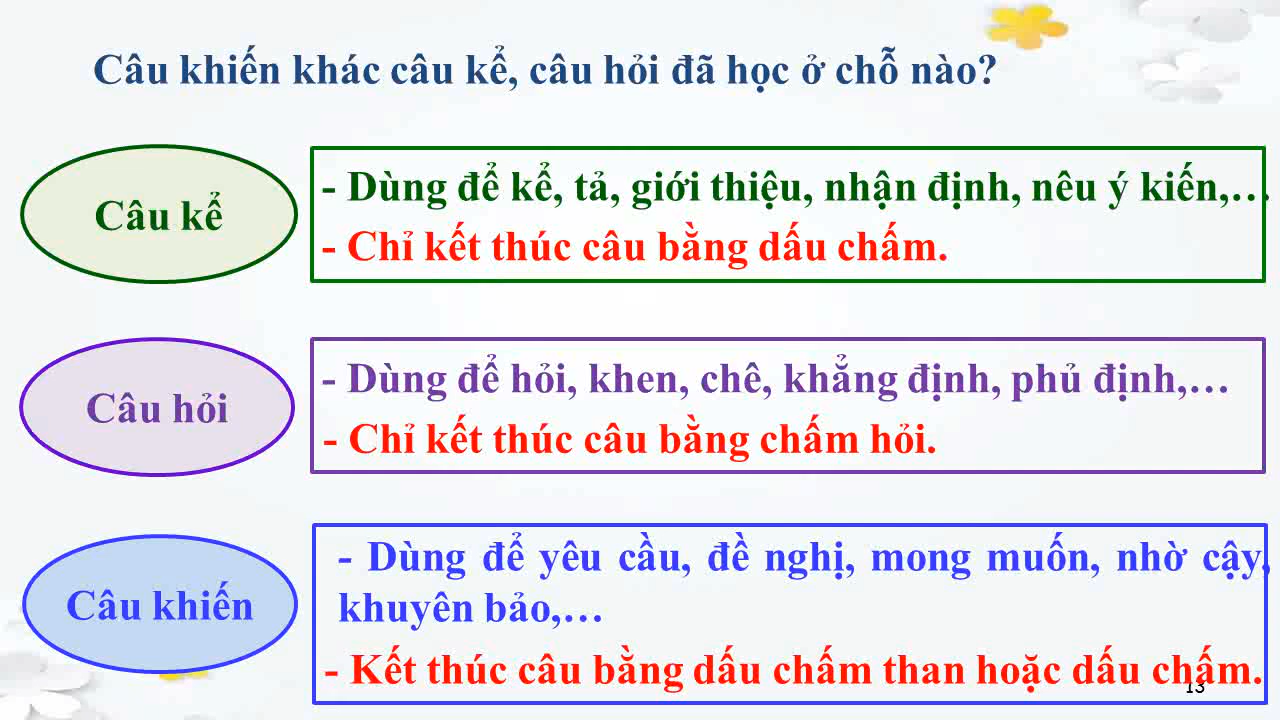 Câu khiến khác câu kể, câu hỏi đã học ở chỗ nào?
Câu kể
- Dùng để kể, tả, giới thiệu, nhận định, nêu ý kiến,…
- Chỉ kết thúc câu bằng dấu chấm.
Câu hỏi
- Dùng để hỏi, khen, chê, khẳng định, phủ định,…
- Chỉ kết thúc câu bằng chấm hỏi.
Câu khiến
- Dùng để yêu cầu, đề nghị, mong muốn, nhờ cậy,
khuyên bảo,…
- Kết thúc câu bằng dấu chấm than hoặc dấu chấm.
13